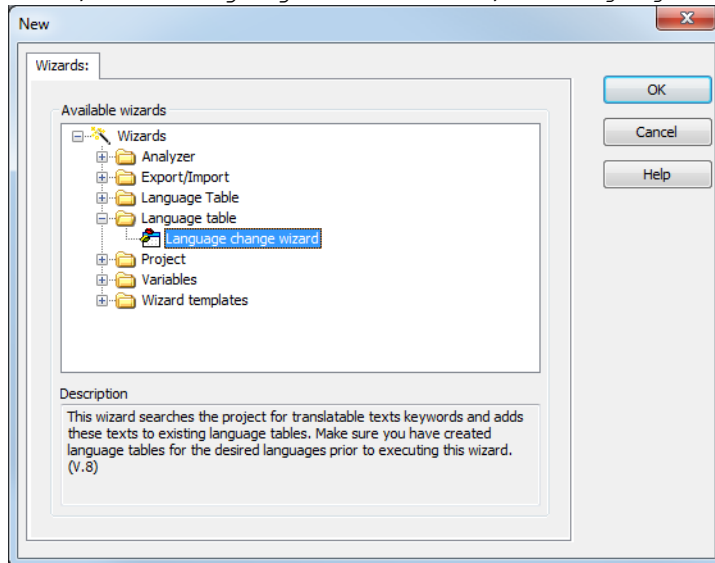 New
Wizards:
OK
Available wizards
Wizards
Cancel
Analyzer
Export/Import
Help
Language Table
Language table
Language change wizard
Project
Variables
Wizard templates
Description
This wizard searches the project for translatable texts keywords and adds
these texts to existing language tables. Make sure you have created
language tables for the desired languages prior to executing this wizard.
(V.8)